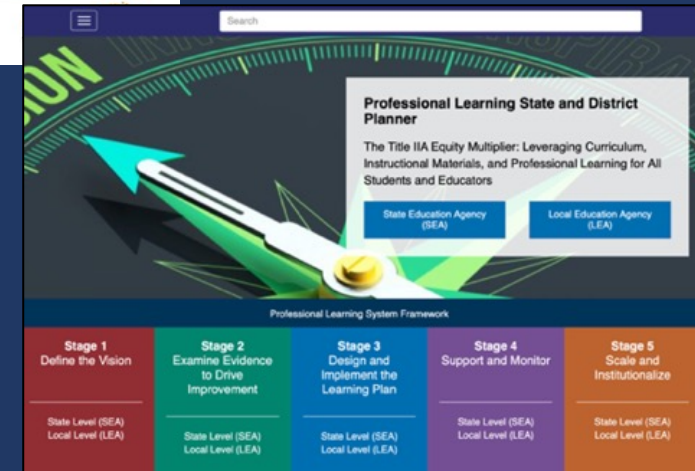 Search
VISION
Professional Learning State and District
Planner
The Title IIA Equity Multiplier: Leveraging Curriculum,
Instructional Materials, and Professional Learning for All
Students and Educators
State Education Agency
(SEA)
Local Education Agency
(LEA)
Professional Learning System Framework
Stage 1
Define the Vision
State Level (SEA)
Local Level (LEA)
Stage 2
Examine Evidence
to Drive
Improvement
State Level (SEA)
Local Level (LEA)
Stage 3
Design and
Implement the
Learning Plan
State Level (SEA)
Local Level (LEA)
Stage 4
Support and Monitor
State Level (SEA)
Local Level (LEA)
Stage 5
Scale and
Institutionalize
State Level (SEA)
Local Level (LEA)